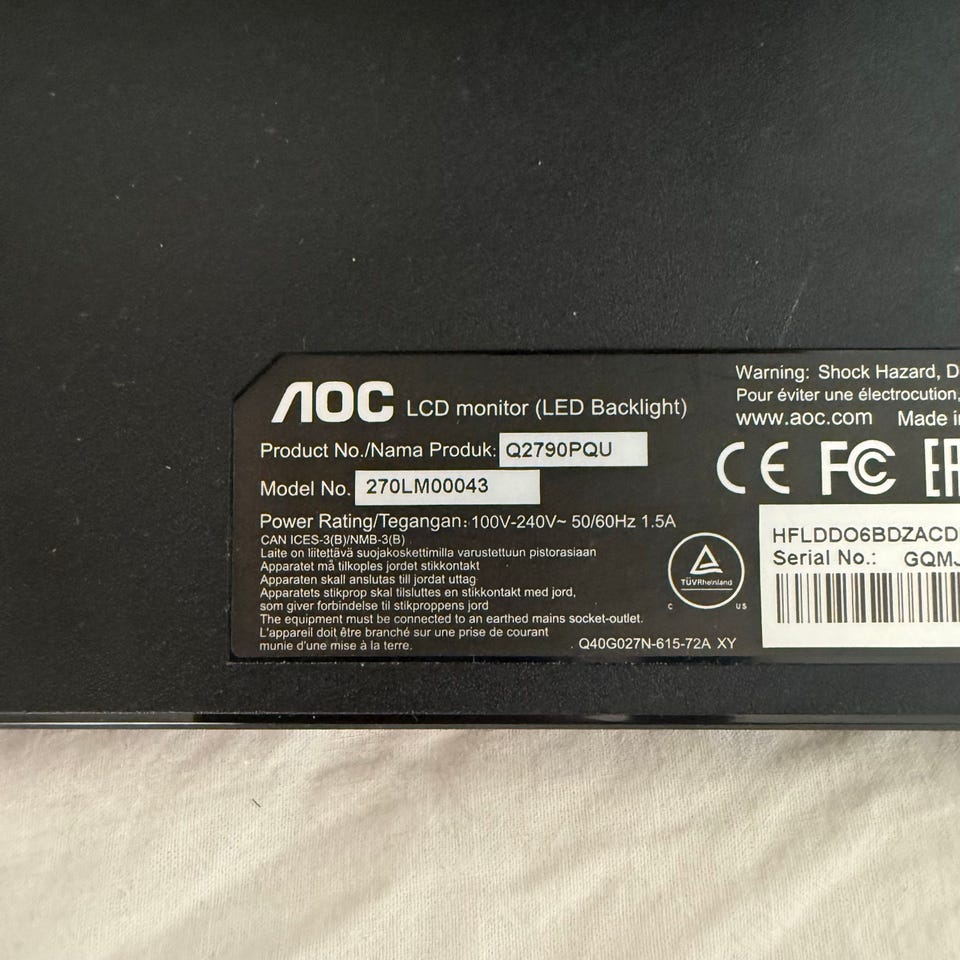 AOC LCD monitor (LED Backlight)
Product No./Nama Produk: Q2790PQU
Model No. 270LM00043
Power Rating/Tegangan: 100V-240V~ 50/60Hz 1.5A
CAN ICES-3(B)/NMB-3(B)
Laite on liitettävä suojakoskettimilla varustettuun pistorasiaan
Apparatet må tilkoples jordet stikkontakt
Apparaten skall anslutas till jordat uttag
Apparatets stikprop skal tilsluttes en stikkontakt med jord,
som giver forbindelse til stikproppens jord
The equipment must be connected to an earthed mains socket-outlet.
L'appareil doit être branché sur une prise de courant
munie d'une mise à la terre.
Q40G027N-615-72A XY
Warning: Shock Hazard, D
Pour éviter une électrocution,
www.aoc.com Made in
CE FC
TÜVRheinland
C US
HFLDDO6BDZACD
Serial No.: GQMJ